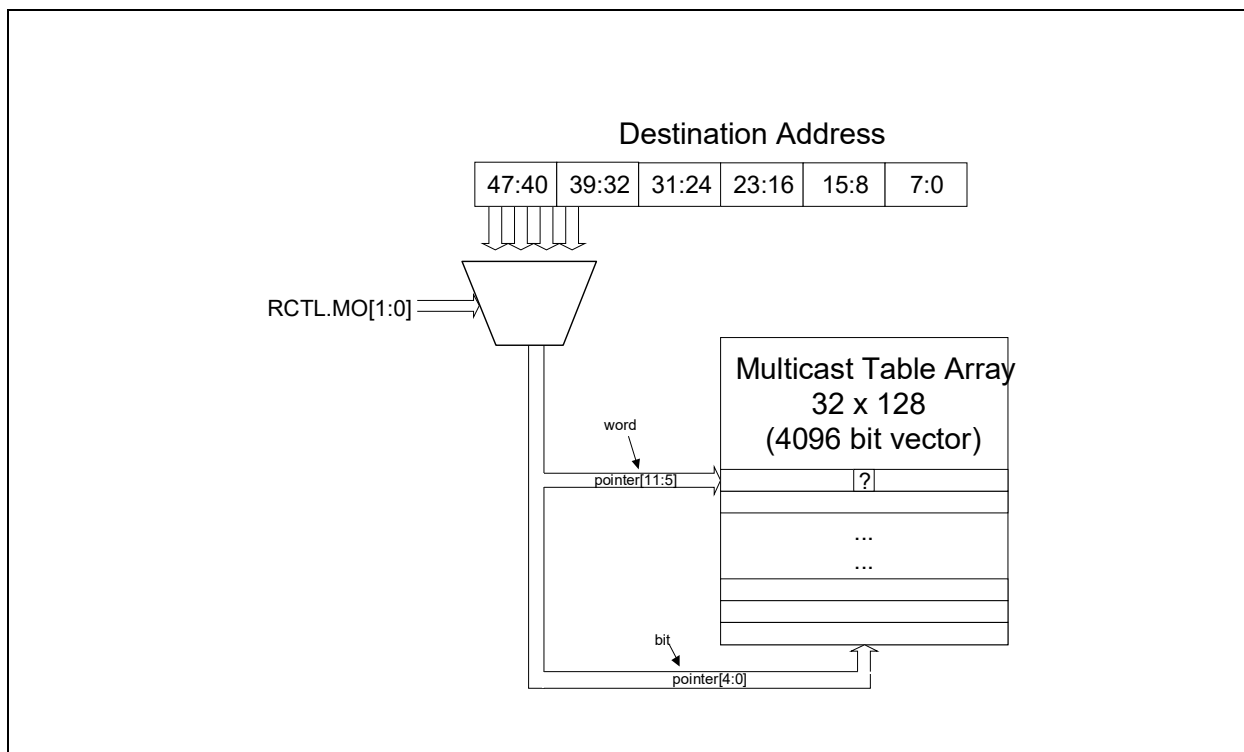 Destination Address
47:40 39:32 31:24 23:16 15:8 7:0
RCTL.MO[1:0]
Multicast Table Array
32 x 128
(4096 bit vector)
word
pointer[11:5]
?
...
...
bit
pointer[4:0]